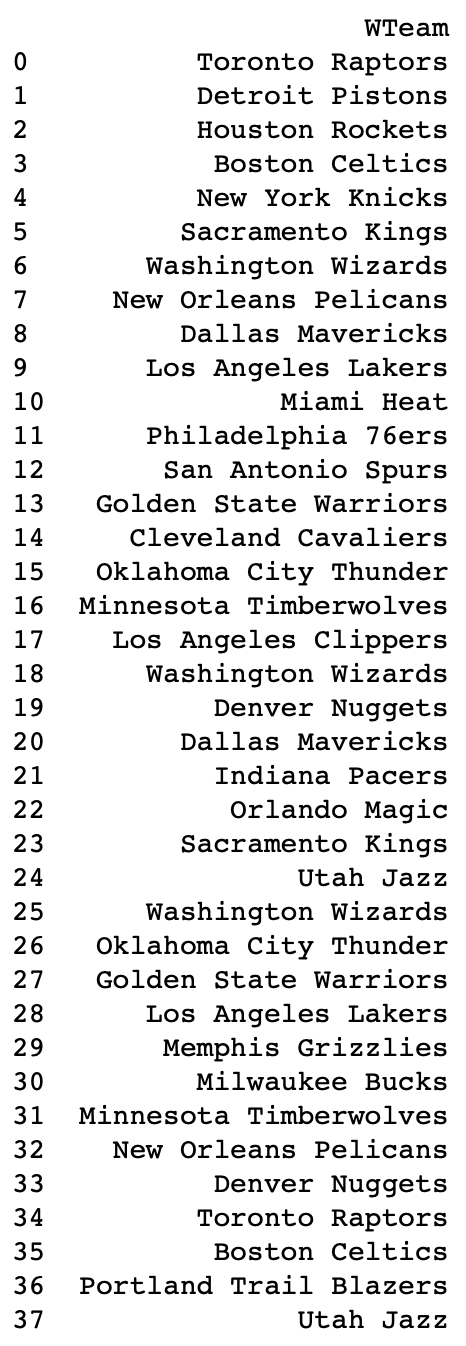 WTeam
0 Toronto Raptors
1 Detroit Pistons
2 Houston Rockets
3 Boston Celtics
4 New York Knicks
5 Sacramento Kings
6 Washington Wizards
7 New Orleans Pelicans
8 Dallas Mavericks
9 Los Angeles Lakers
10 Miami Heat
11 Philadelphia 76ers
12 San Antonio Spurs
13 Golden State Warriors
14 Cleveland Cavaliers
15 Oklahoma City Thunder
16 Minnesota Timberwolves
17 Los Angeles Clippers
18 Washington Wizards
19 Denver Nuggets
20 Dallas Mavericks
21 Indiana Pacers
22 Orlando Magic
23 Sacramento Kings
24 Utah Jazz
25 Washington Wizards
26 Oklahoma City Thunder
27 Golden State Warriors
28 Los Angeles Lakers
29 Memphis Grizzlies
30 Milwaukee Bucks
31 Minnesota Timberwolves
32 New Orleans Pelicans
33 Denver Nuggets
34 Toronto Raptors
35 Boston Celtics
36 Portland Trail Blazers
37 Utah Jazz